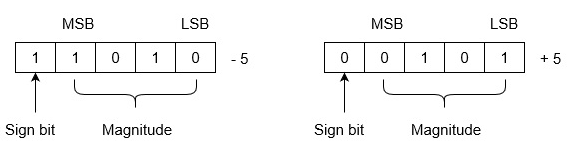 MSB LSB MSB LSB
1 1 0 1 0 - 5 0 0 1 0 1 + 5
Sign bit Magnitude Sign bit Magnitude